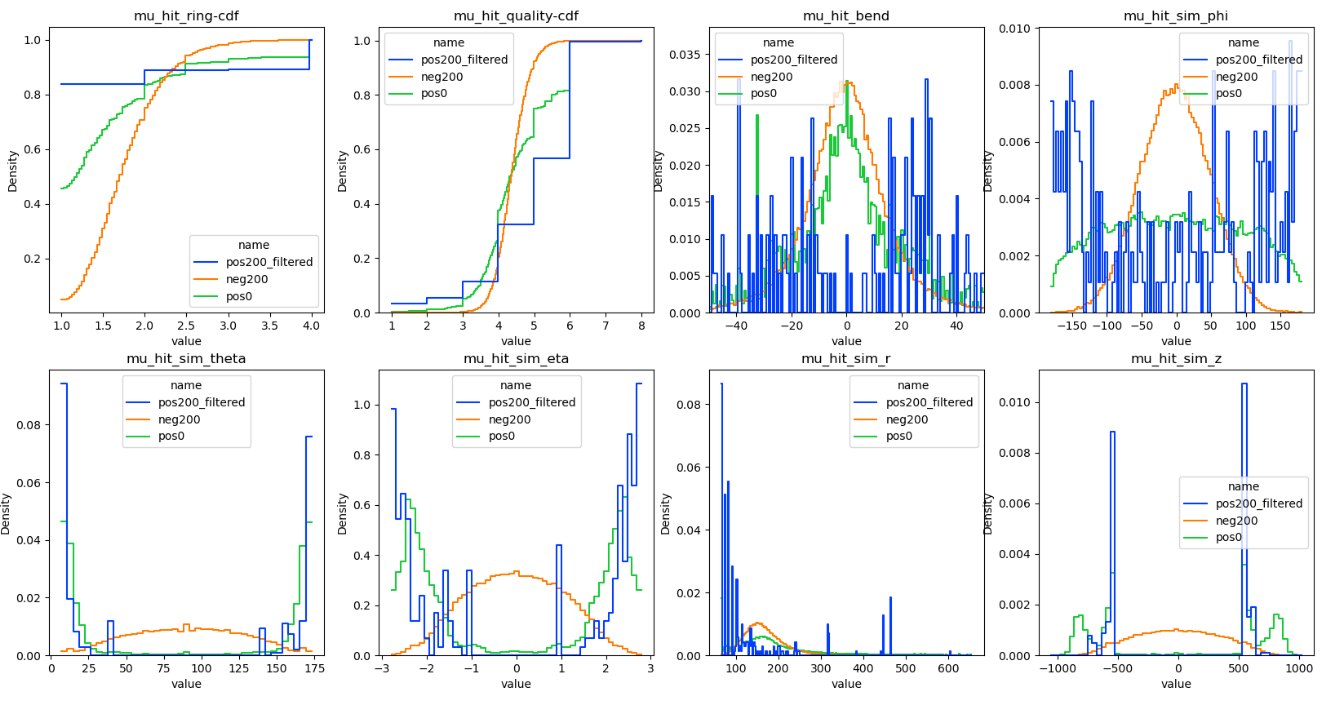 mu_hit_ring-cdf
1.0
0.8
0.6
0.4
0.2
Density
name
pos200_filtered
neg200
pos0
1.0 1.5 2.0 2.5 3.0 3.5 4.0
value
mu_hit_quality-cdf
1.0
0.8
0.6
0.4
0.2
0.0
Density
name
pos200_filtered
neg200
pos0
1 2 3 4 5 6 7 8
value
mu_hit_bend
0.035
0.030
0.025
0.020
0.015
0.010
0.005
0.000
Density
name
pos200_filtered
neg200
pos0
−40 −20 0 20 40
value
mu_hit_sim_phi
0.010
0.008
0.006
0.004
0.002
0.000
Density
name
pos200_filtered
neg200
pos0
−150 −100 −50 0 50 100 150
value
mu_hit_sim_theta
0.08
0.06
0.04
0.02
0.00
Density
name
pos200_filtered
neg200
pos0
0 25 50 75 100 125 150 175
value
mu_hit_sim_eta
1.0
0.8
0.6
0.4
0.2
0.0
Density
name
pos200_filtered
neg200
pos0
−3 −2 −1 0 1 2 3
value
mu_hit_sim_r
0.08
0.06
0.04
0.02
0.00
Density
name
pos200_filtered
neg200
pos0
100 200 300 400 500 600
value
mu_hit_sim_z
0.010
0.008
0.006
0.004
0.002
0.000
Density
name
pos200_filtered
neg200
pos0
−1000 −500 0 500 1000
value